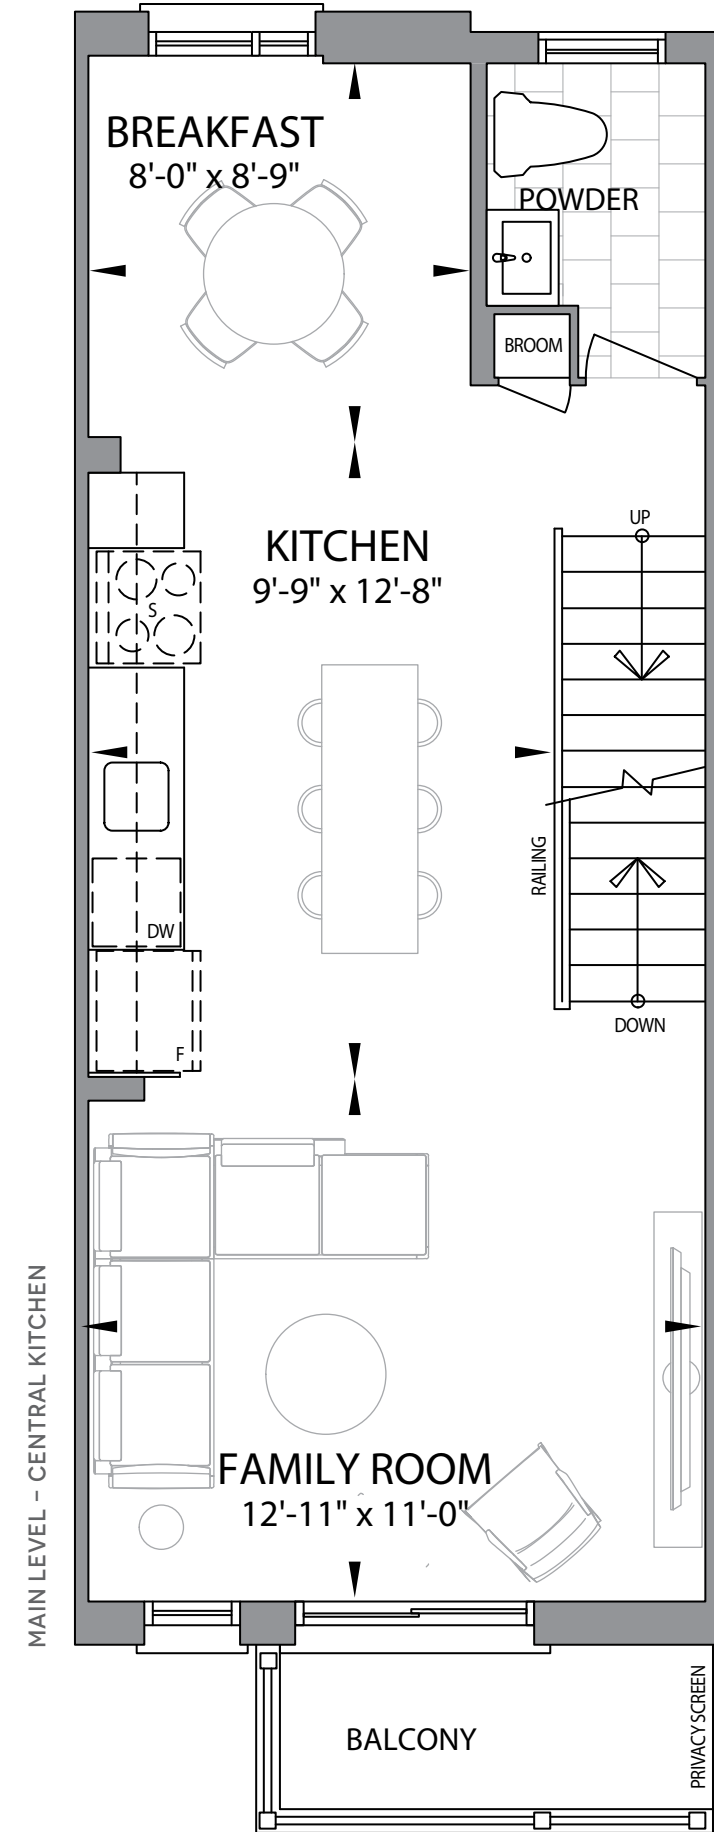 BREAKFAST
8'-0" x 8'-9"
POWDER
BROOM
KITCHEN
9'-9" x 12'-8"
UP
S
RAILING
DW
F
DOWN
MAIN LEVEL – CENTRAL KITCHEN
FAMILY ROOM
12'-11" x 11'-0"
BALCONY
PRIVACY SCREEN